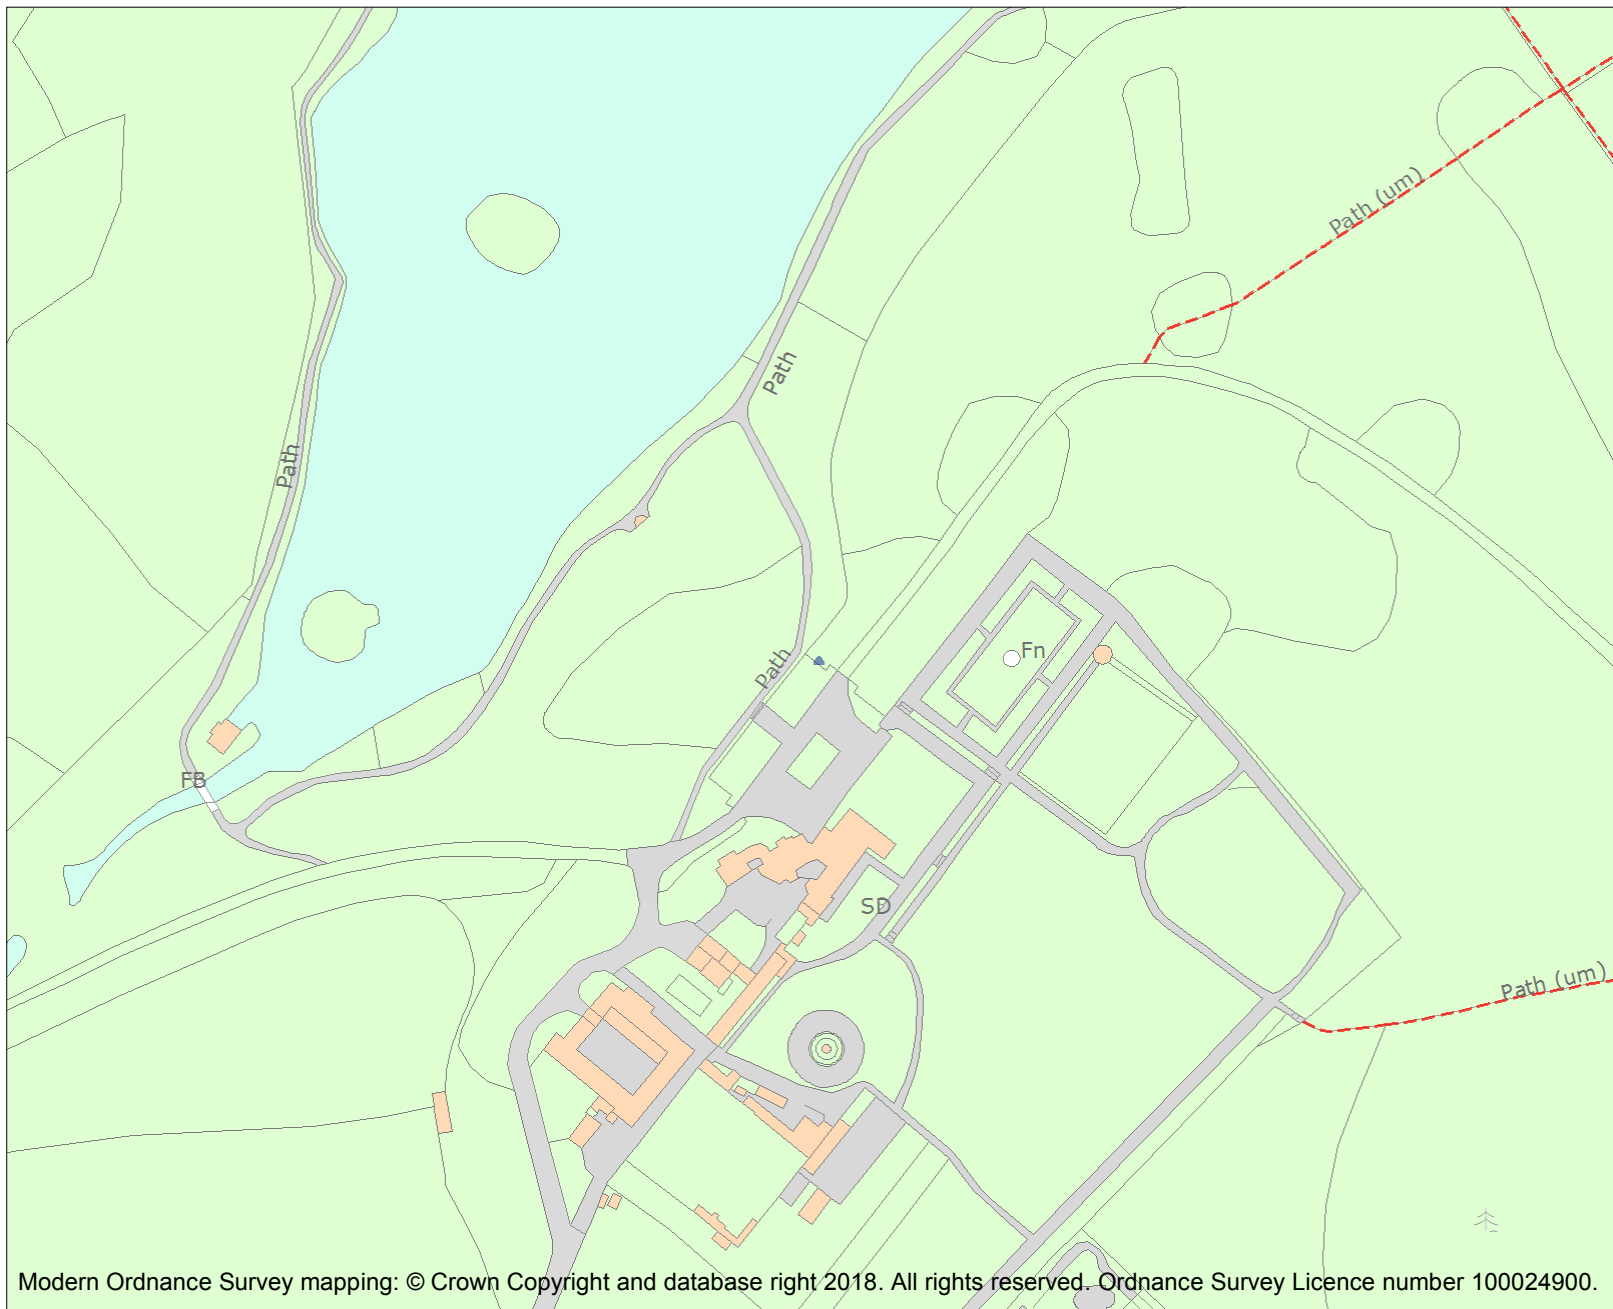 Path (um)
Path
Path
Fn
Path
FB
SD
Path (um)
Modern Ordnance Survey mapping: © Crown Copyright and database right 2018. All rights reserved. Ordnance Survey Licence number 100024900.